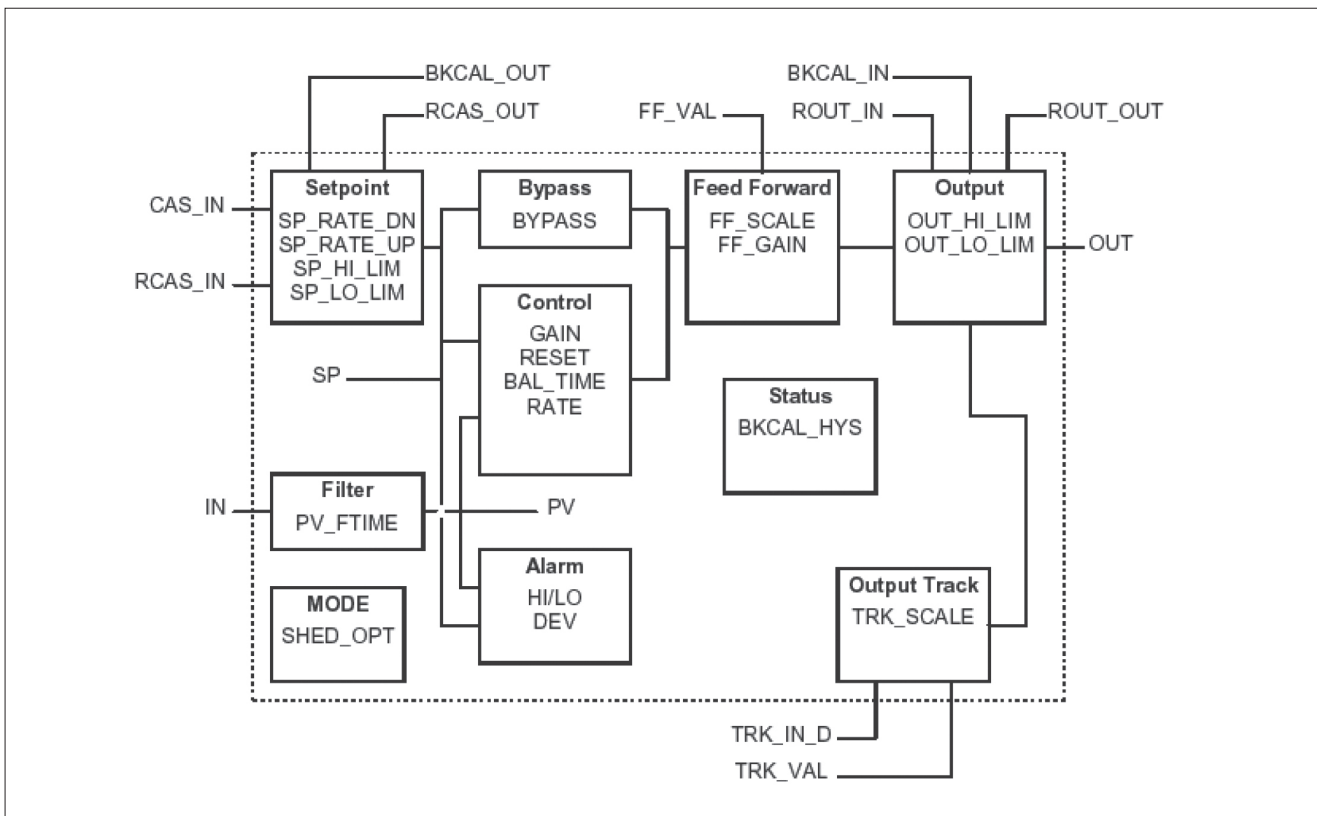 BKCAL_OUT
BKCAL_IN
RCAS_OUT
FF_VAL
ROUT_IN
ROUT_OUT
CAS_IN
RCAS_IN
Setpoint
SP_RATE_DN
SP_RATE_UP
SP_HI_LIM
SP_LO_LIM
Bypass
BYPASS
Feed Forward
FF_SCALE
FF_GAIN
Output
OUT_HI_LIM
OUT_LO_LIM
OUT
Control
GAIN
RESET
BAL_TIME
RATE
SP
Status
BKCAL_HYS
IN
Filter
PV_FTIME
PV
Alarm
HI/LO
DEV
MODE
SHED_OPT
Output Track
TRK_SCALE
TRK_IN_D
TRK_VAL